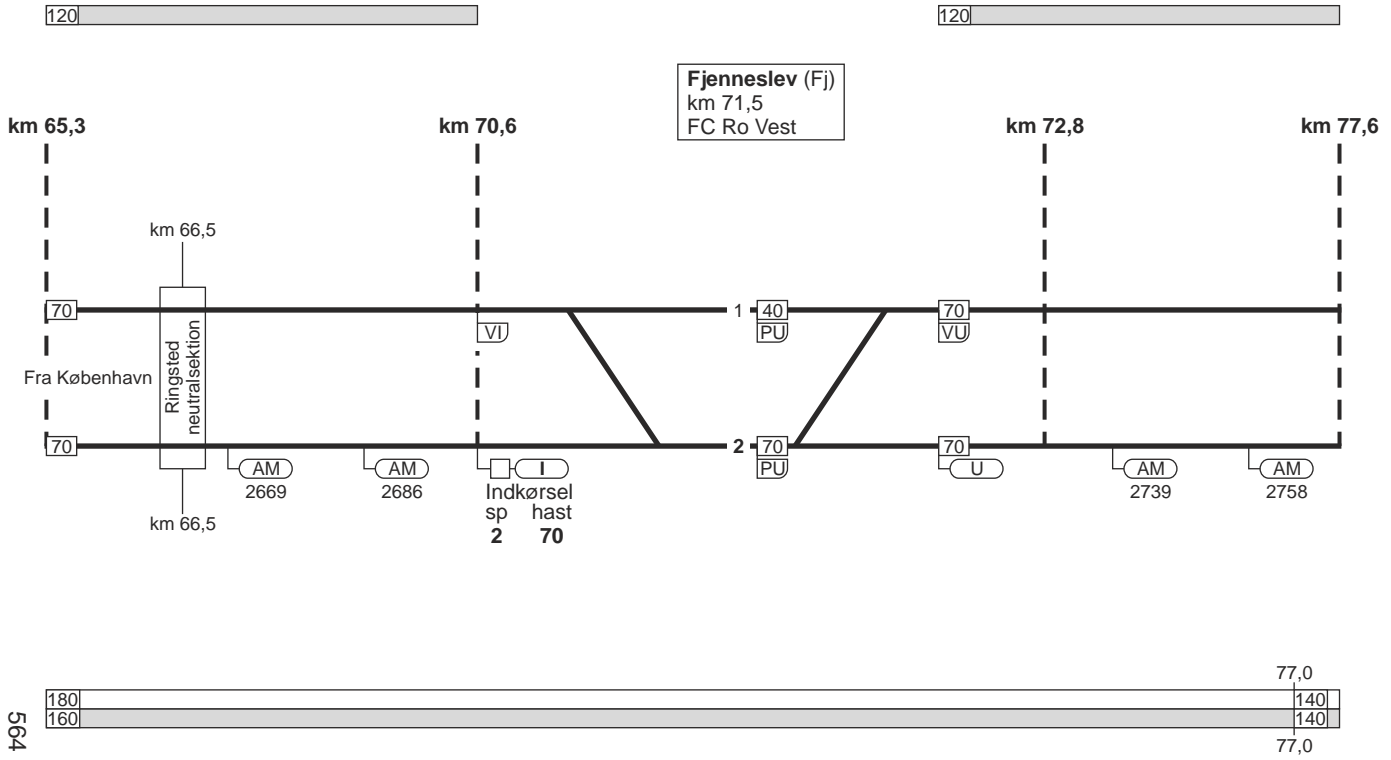 120
120
Fjenneslev (Fj)
km 71,5
FC Ro Vest
km 65,3
km 70,6
km 72,8
km 77,6
km 66,5
70
1
40
70
VI
PU
VU
Fra København
Ringsted
neutralsektion
70
2
70
70
AM
2669
AM
2686
I
Indkørsel
sp hast
2 70
PU
U
AM
2739
AM
2758
km 66,5
77,0
180
140
160
140
77,0
564